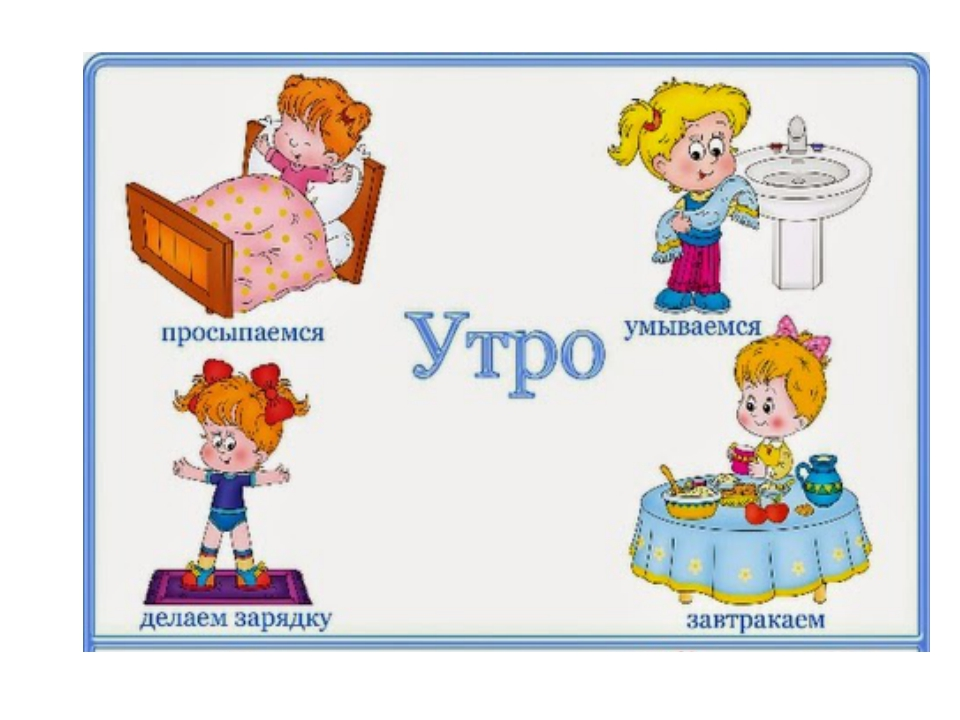 просыпаемся
умываемся
Утро
делаем зарядку
завтракаем